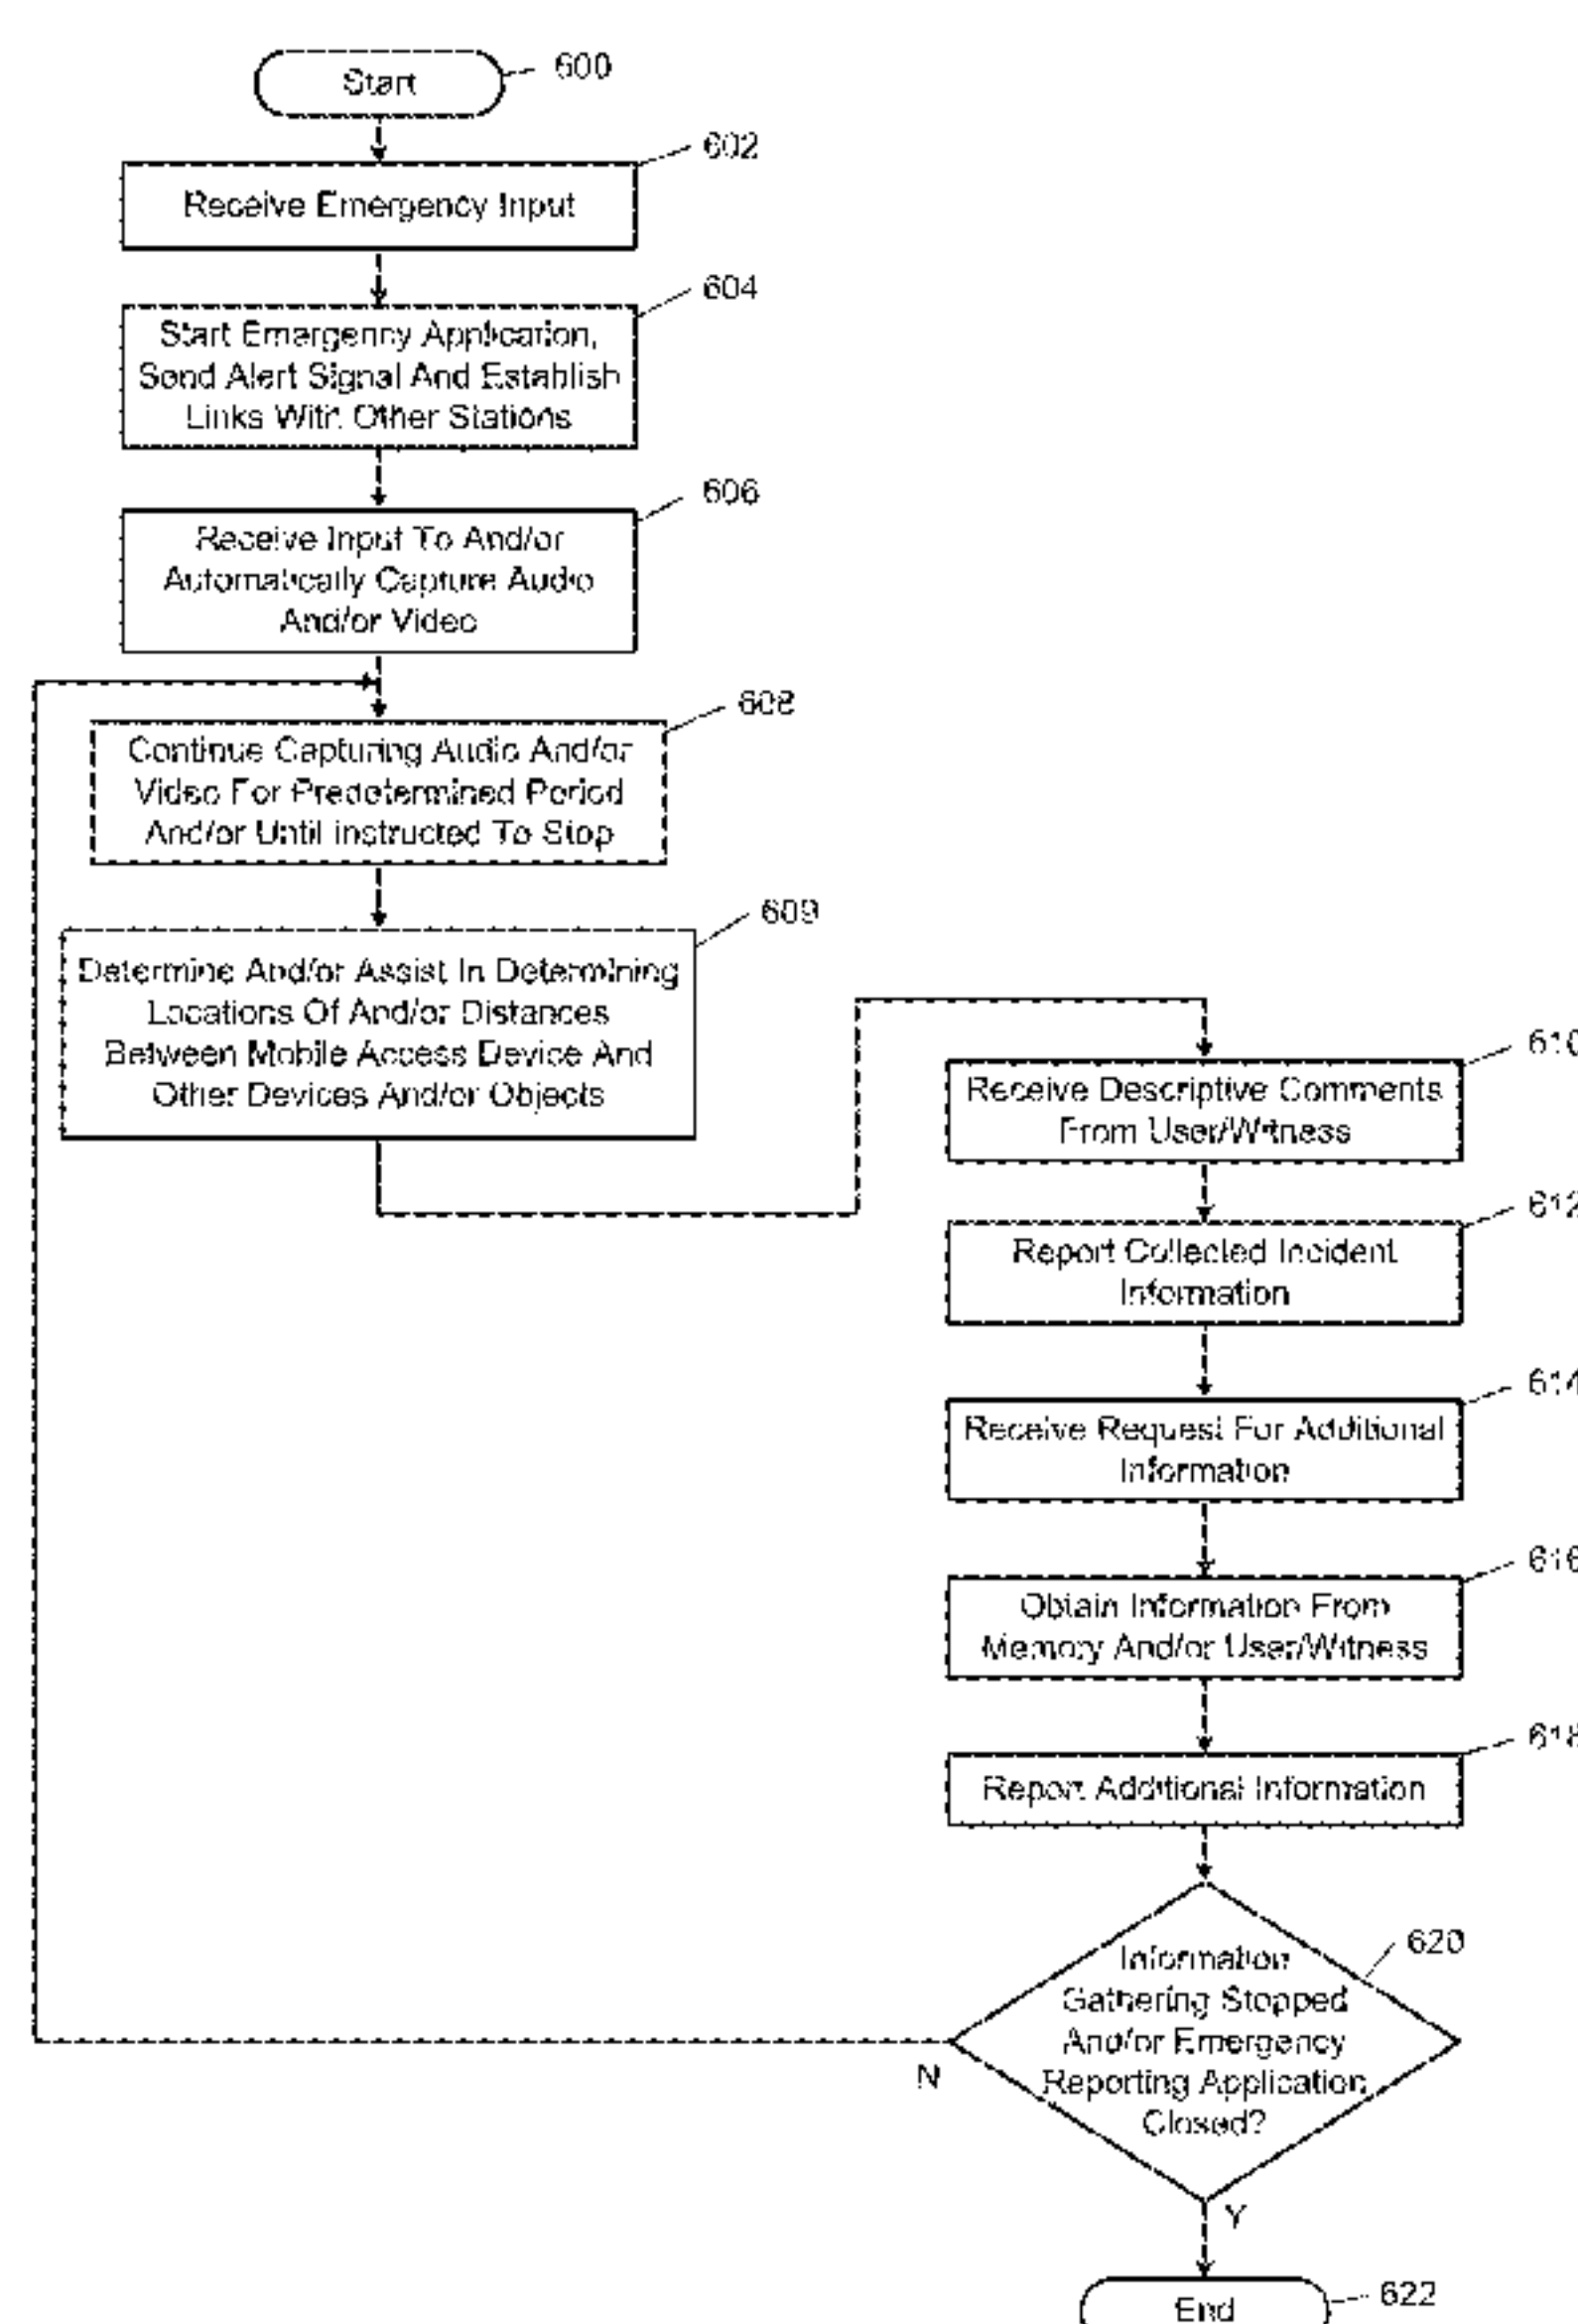 Start
600
602
Receive Emergency Input
604
Start Emergency Application,
Send Alert Signal And Establish
Links With Other Stations
606
Receive Input To And/or
Automatically Capture Audio
And/or Video
608
Continue Capturing Audio And/or
Video For Predetermined Period
And/or Until instructed To Stop
609
Determine And/or Assist In Determining
Locations Of And/or Distances
Between Mobile Access Device And
Other Devices And/or Objects
610
Receive Descriptive Comments
From User/Witness
612
Report Collected Incident
Information
614
Receive Request For Additional
Information
616
Obtain Information From
Memory And/or User/Witness
618
Report Additional Information
620
Information
Gathering Stopped
And/or Emergency
Reporting Application
Closed?
N
Y
End
622